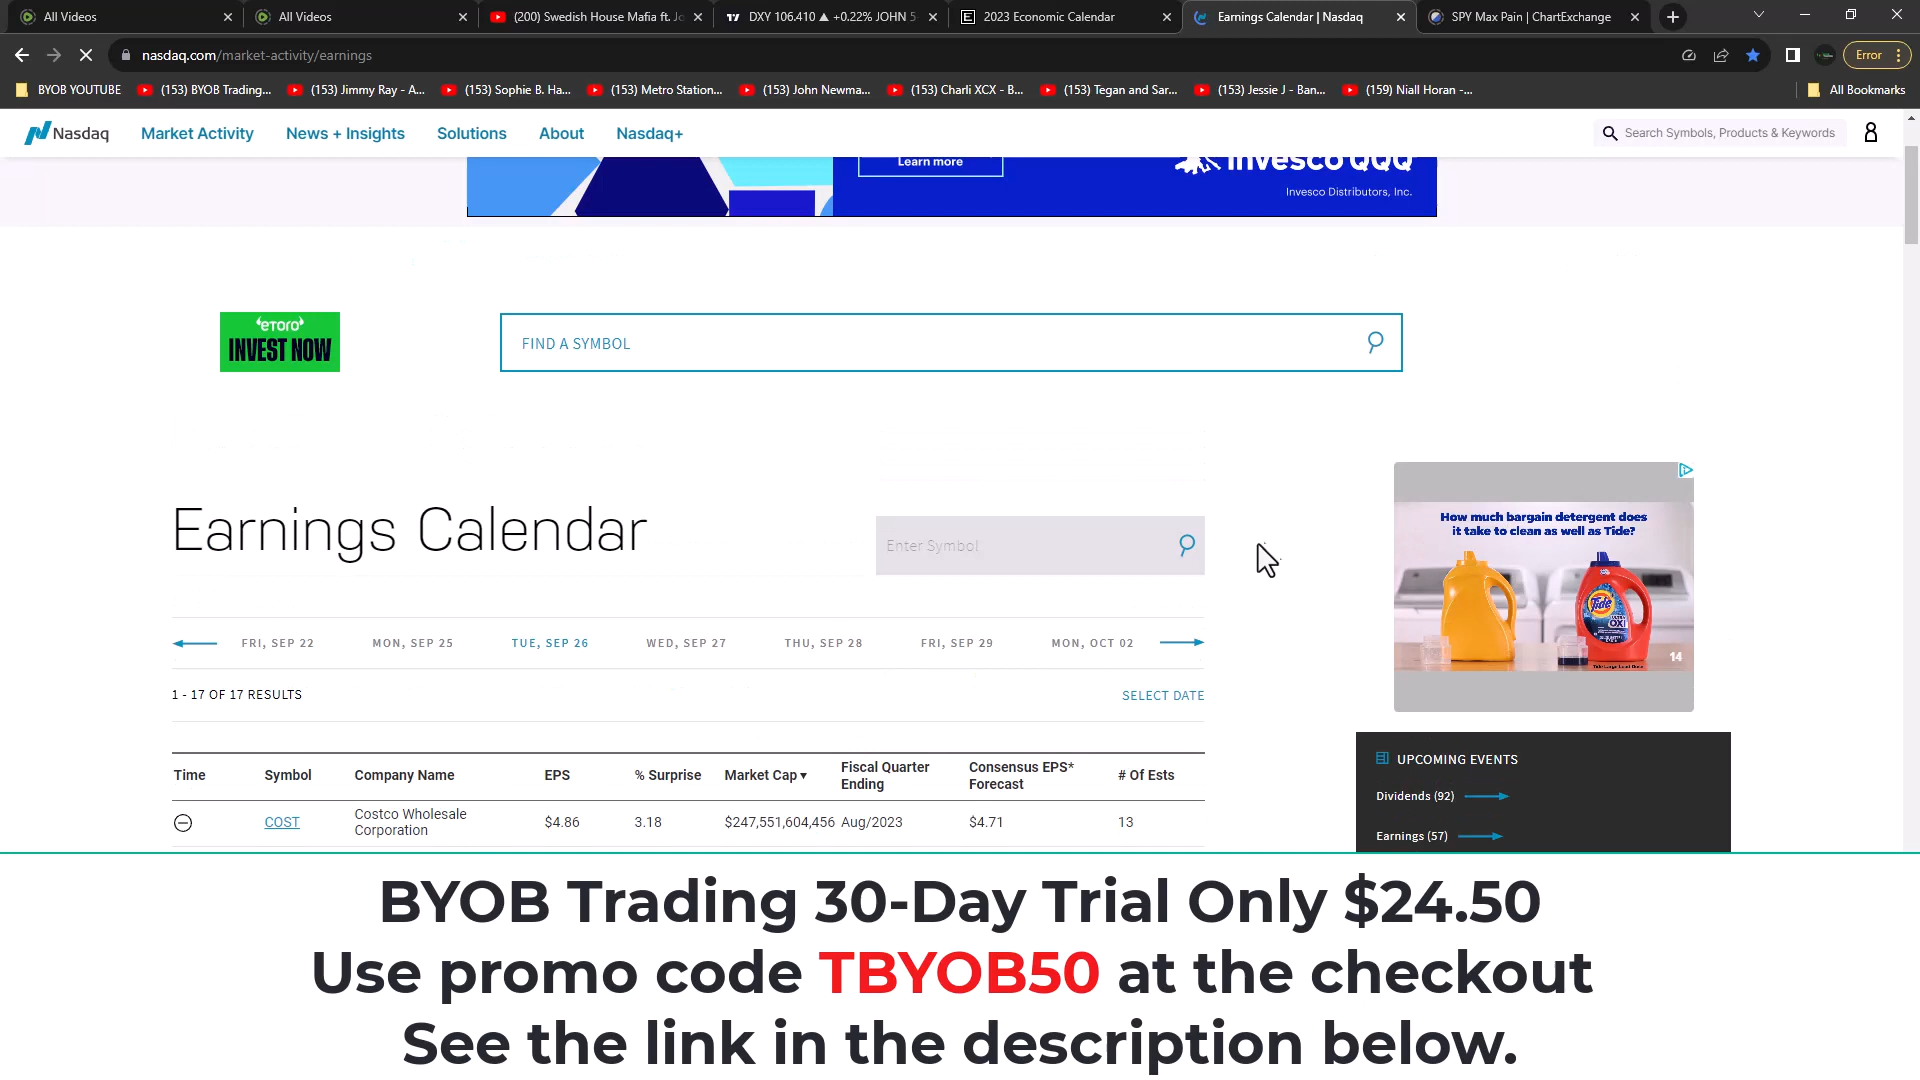 All Videos
All Videos
(200) Swedish House Mafia ft. Jo
DXY 106.410 ▲ +0.22% JOHN 5
2023 Economic Calendar
Earnings Calendar | Nasdaq
SPY Max Pain | ChartExchange
nasdaq.com/market-activity/earnings
Error
BYOB YOUTUBE
(153) BYOB Trading...
(153) Jimmy Ray - A...
(153) Sophie B. Ha...
(153) Metro Station...
(153) John Newma...
(153) Charli XCX - B...
(153) Tegan and Sar...
(153) Jessie J - Ban...
(159) Niall Horan -...
All Bookmarks
Nasdaq
Market Activity
News + Insights
Solutions
About
Nasdaq+
Search Symbols, Products & Keywords
Learn more
Invesco QQQ
Invesco Distributors, Inc.
eTORO
INVEST NOW
FIND A SYMBOL
Earnings Calendar
Enter Symbol
How much bargain detergent does
it take to clean as well as Tide?
Tide
OXI
14
FRI, SEP 22
MON, SEP 25
TUE, SEP 26
WED, SEP 27
THU, SEP 28
FRI, SEP 29
MON, OCT 02
1 - 17 OF 17 RESULTS
SELECT DATE
Time Symbol Company Name EPS % Surprise Market Cap ▾ Fiscal Quarter Ending Consensus EPS* Forecast # Of Ests
COST Costco Wholesale Corporation $4.86 3.18 $247,551,604,456 Aug/2023 $4.71 13
UPCOMING EVENTS
Dividends (92)
Earnings (57)
BYOB Trading 30-Day Trial Only $24.50
Use promo code TBYOB50 at the checkout
See the link in the description below.